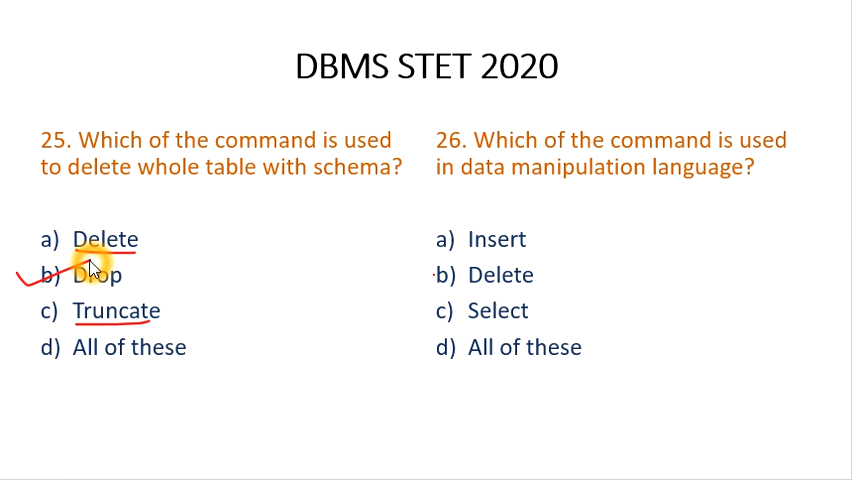 DBMS STET 2020
25. Which of the command is used
to delete whole table with schema?
a) Delete
b) Drop
c) Truncate
d) All of these
26. Which of the command is used
in data manipulation language?
a) Insert
b) Delete
c) Select
d) All of these